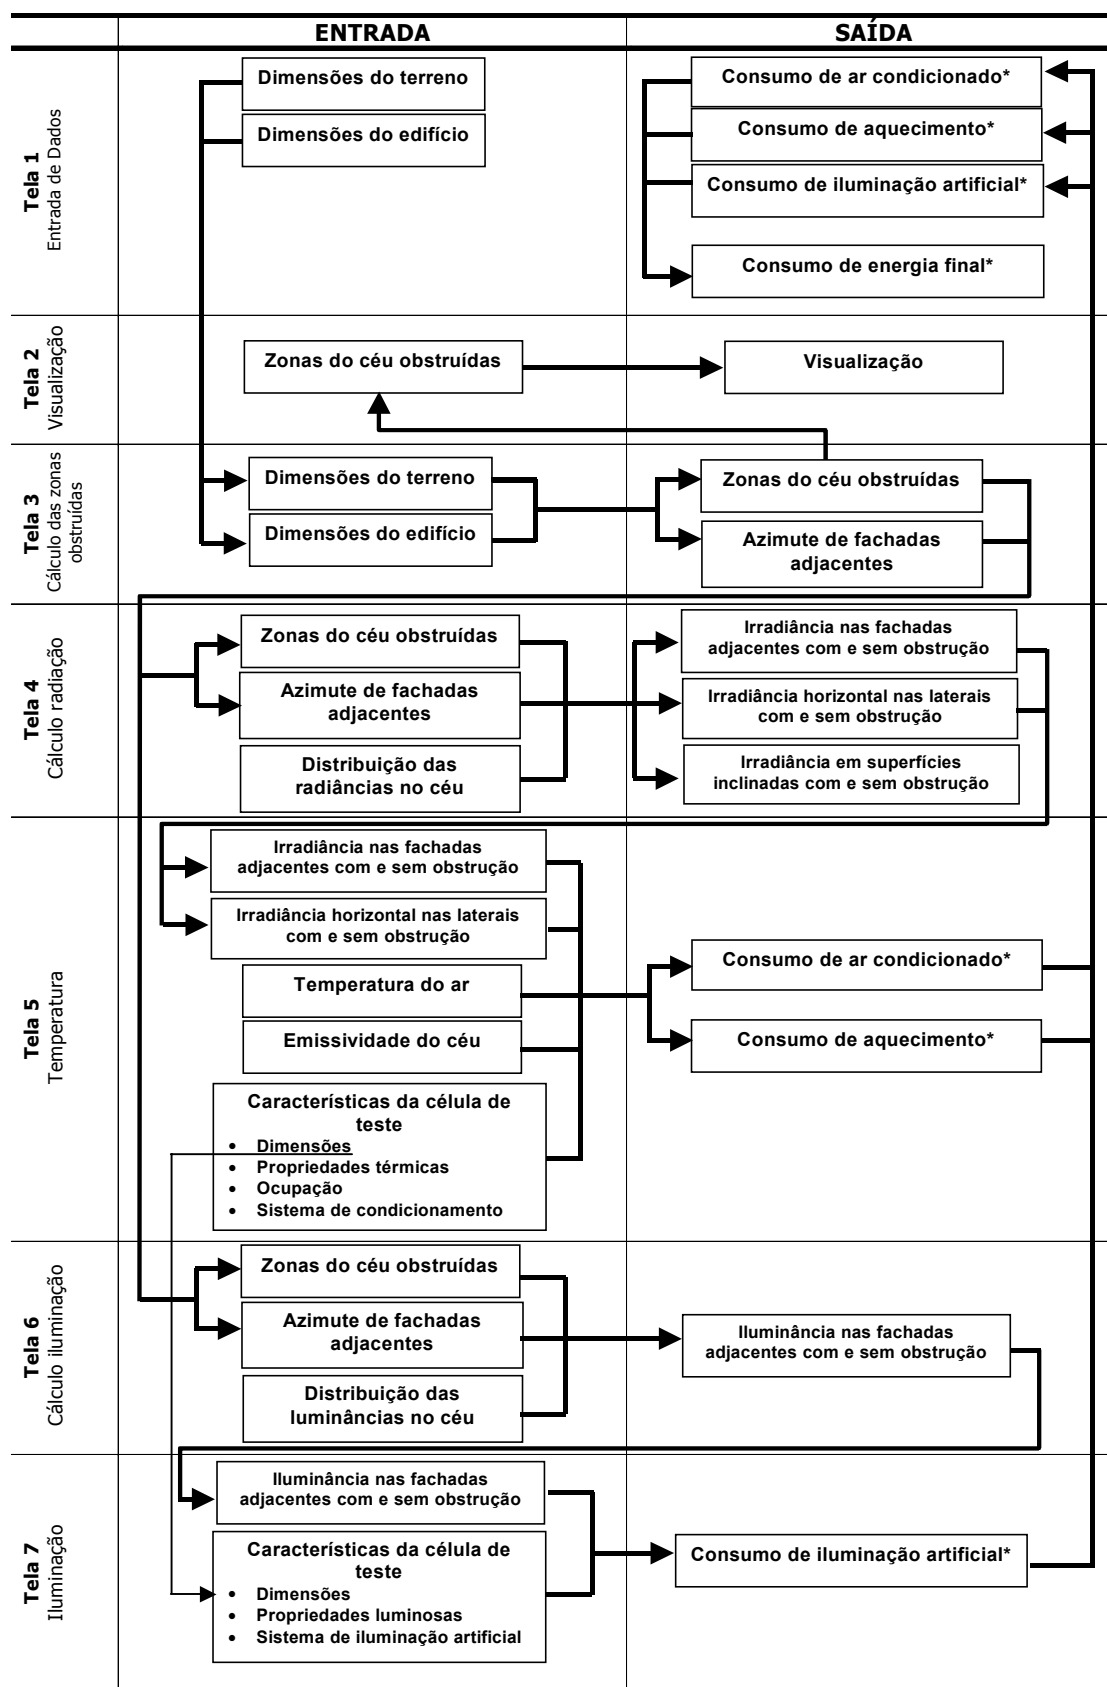 ENTRADA
SAÍDA
Tela 1
Entrada de Dados
Dimensões do terreno
Dimensões do edifício
Consumo de ar condicionado*
Consumo de aquecimento*
Consumo de iluminação artificial*
Consumo de energia final*
Tela 2
Visualização
Zonas do céu obstruídas
Visualização
Tela 3
Cálculo das zonas
obstruídas
Dimensões do terreno
Dimensões do edifício
Zonas do céu obstruídas
Azimute de fachadas
adjacentes
Tela 4
Cálculo radiação
Zonas do céu obstruídas
Azimute de fachadas
adjacentes
Distribuição das
radiâncias no céu
Irradiância nas fachadas
adjacentes com e sem obstrução
Irradiância horizontal nas laterais
com e sem obstrução
Irradiância em superfícies
inclinadas com e sem obstrução
Tela 5
Temperatura
Irradiância nas fachadas
adjacentes com e sem obstrução
Irradiância horizontal nas laterais
com e sem obstrução
Temperatura do ar
Emissividade do céu
Características da célula de
teste
• Dimensões
• Propriedades térmicas
• Ocupação
• Sistema de condicionamento
Consumo de ar condicionado*
Consumo de aquecimento*
Tela 6
Cálculo iluminação
Zonas do céu obstruídas
Azimute de fachadas
adjacentes
Distribuição das
luminâncias no céu
Iluminância nas fachadas
adjacentes com e sem obstrução
Tela 7
Iluminação
Iluminância nas fachadas
adjacentes com e sem obstrução
Características da célula de
teste
• Dimensões
• Propriedades luminosas
• Sistema de iluminação artificial
Consumo de iluminação artificial*